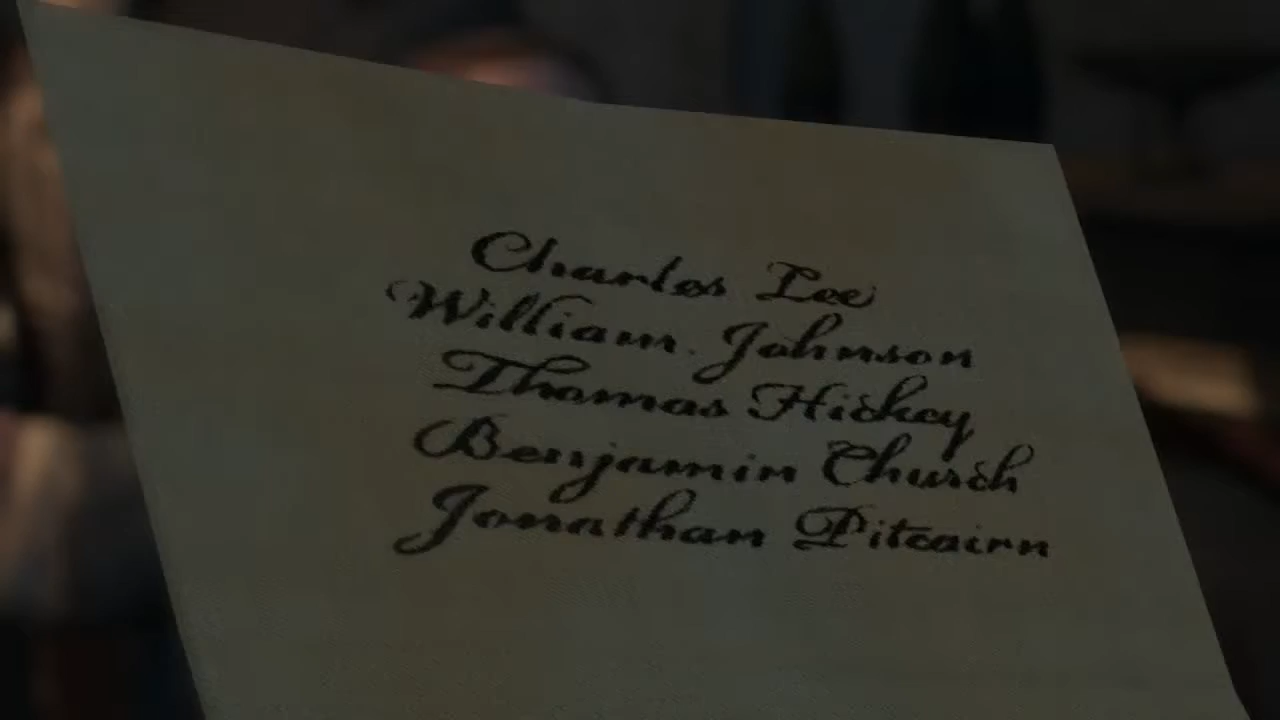 Charles Lee
William Johnson
Thomas Hickey
Benjamin Church
Jonathan Pitcairn